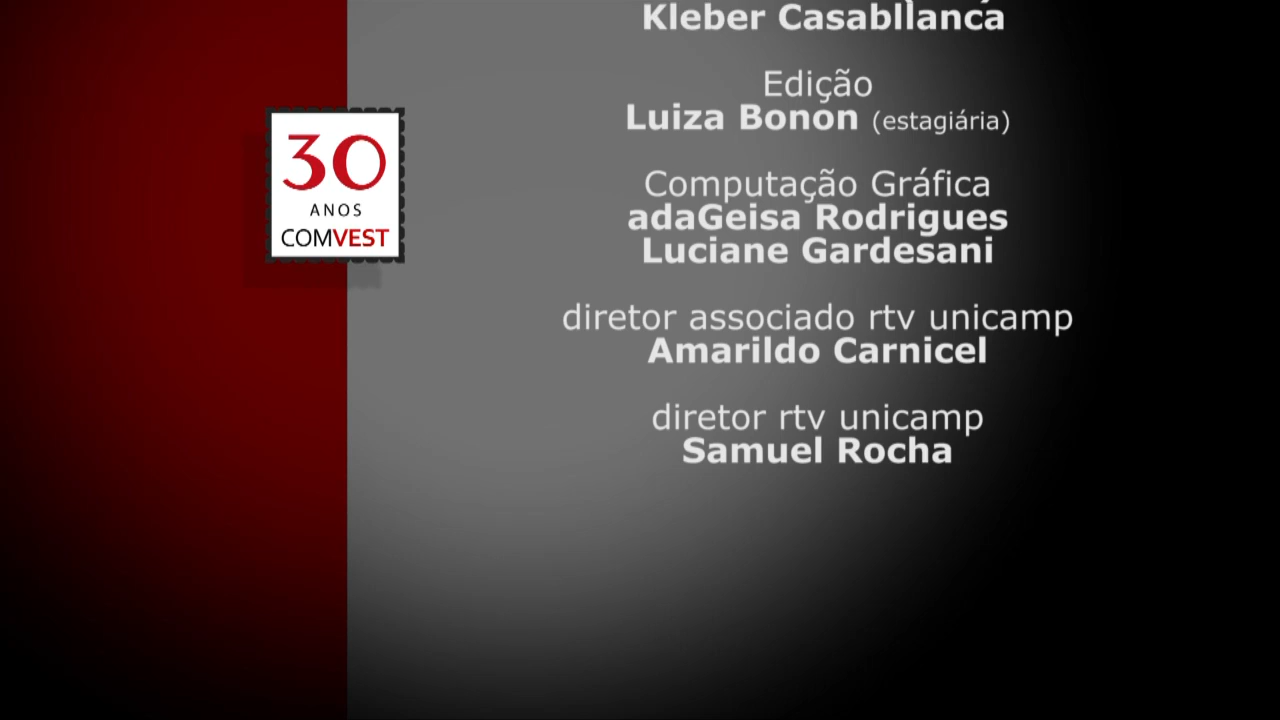 Kleber Casabllanca
Edição
Luiza Bonon (estagiária)
Computação Gráfica
adaGeisa Rodrigues
Luciane Gardesani
diretor associado rtv unicamp
Amarildo Carnicel
diretor rtv unicamp
Samuel Rocha
30
ANOS
COMVEST